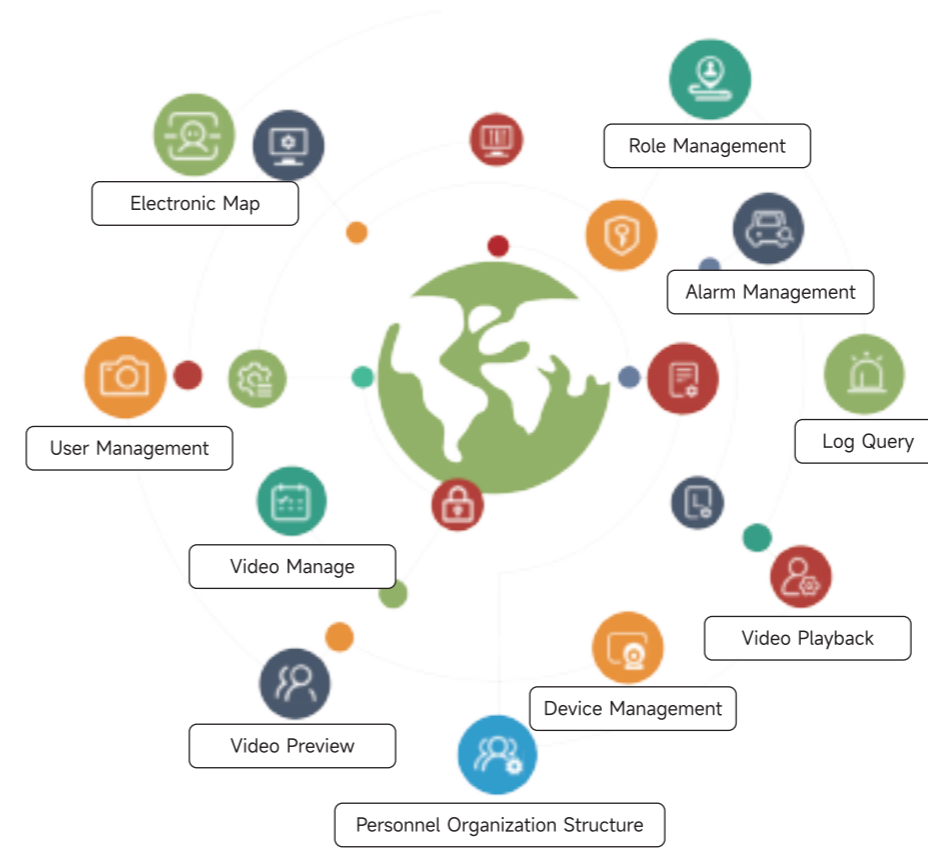 Role Management
Electronic Map
Alarm Management
User Management
Log Query
Video Manage
Video Playback
Device Management
Video Preview
Personnel Organization Structure